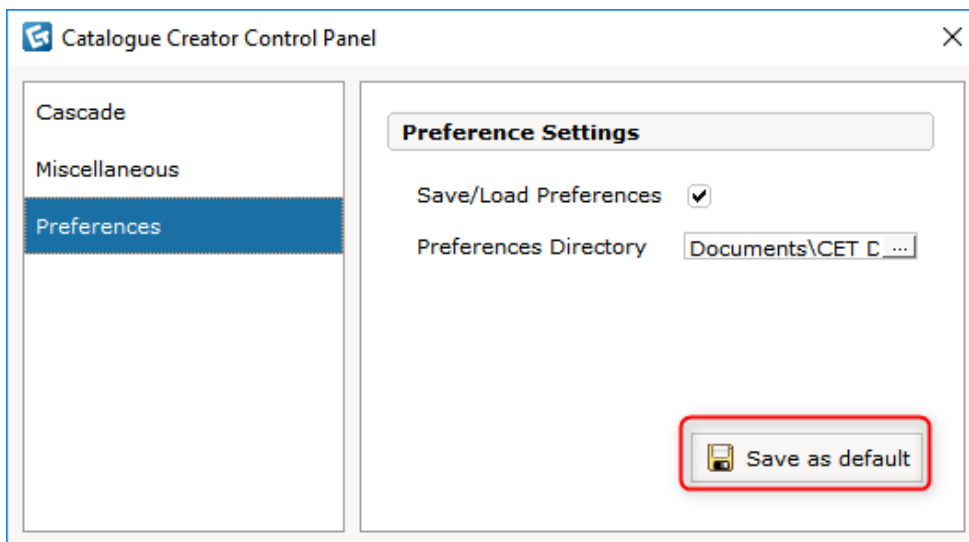 Catalogue Creator Control Panel
Cascade
Miscellaneous
Preferences
Preference Settings
Save/Load Preferences
Preferences Directory Documents\CET D ...
Save as default